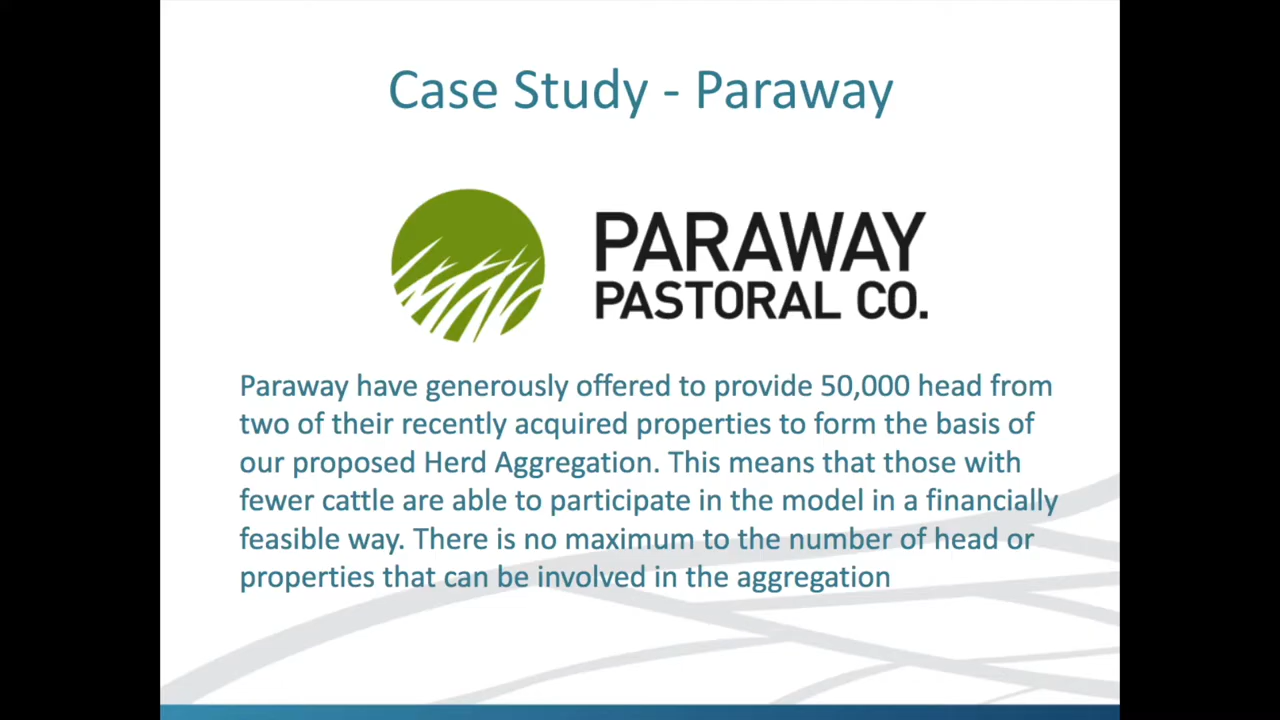 Case Study - Paraway
PARAWAY
PASTORAL CO.
Paraway have generously offered to provide 50,000 head from
two of their recently acquired properties to form the basis of
our proposed Herd Aggregation. This means that those with
fewer cattle are able to participate in the model in a financially
feasible way. There is no maximum to the number of head or
properties that can be involved in the aggregation